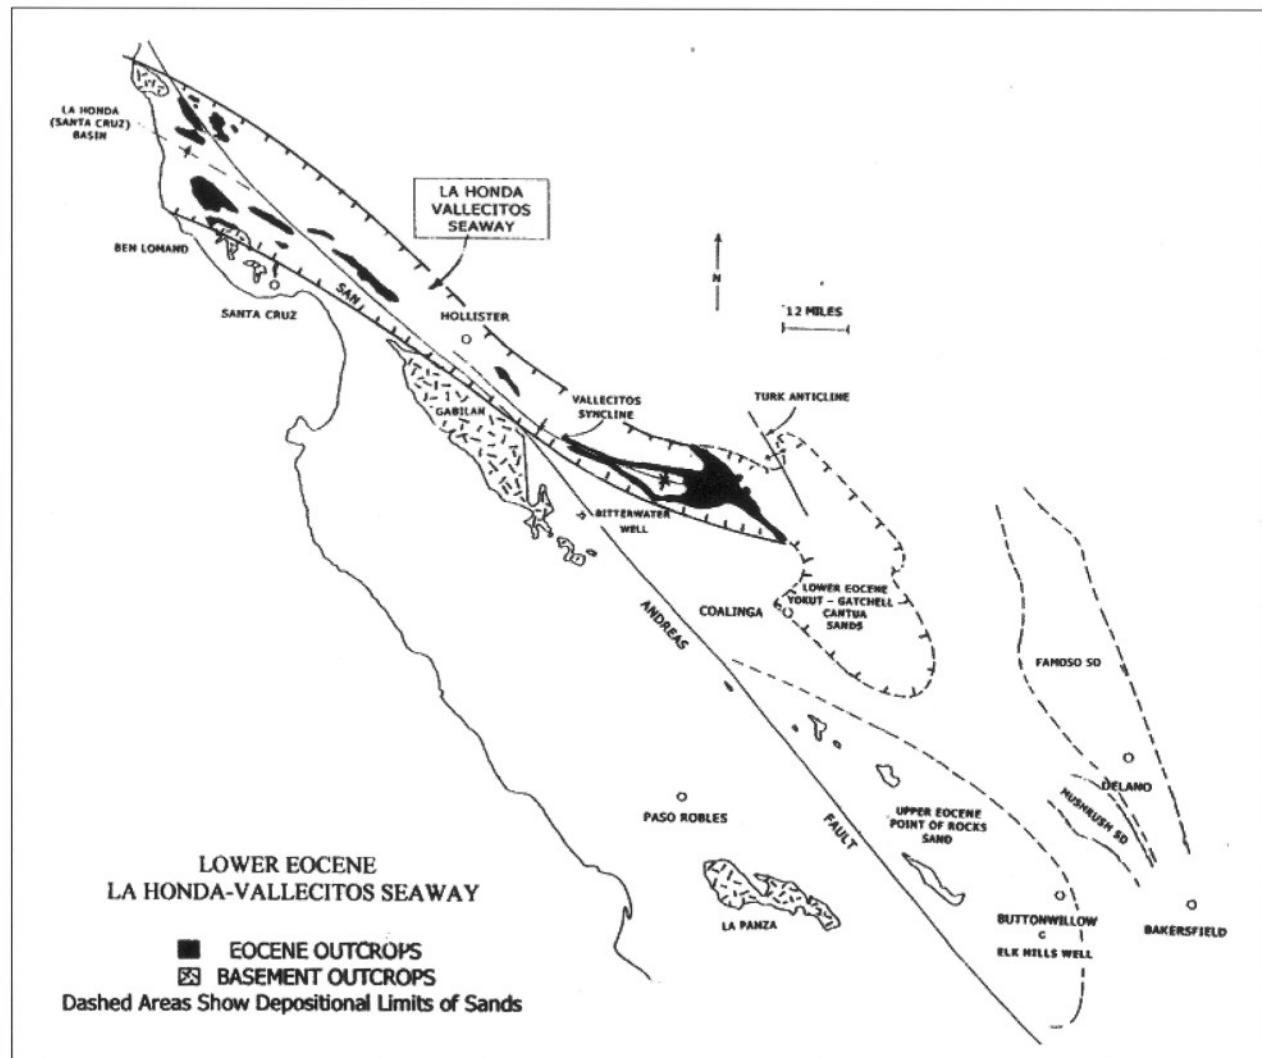 LA HONDA
(SANTA CRUZ)
BASIN
LA HONDA
VALLECITOS
SEAWAY
BEN LOMAND
SANTA CRUZ
SAN
HOLLISTER
N
12 MILES
GABILAN
VALLECITOS
SYNCLINE
TURK ANTICLINE
BITTERWATER
WELL
COALINGA
LOWER EOCENE
YOKUT - GATCHELL
CANTUA
SANDS
ANDREAS
FAMOSO SD
DELANO
MUSHRUSH SD
PASO ROBLES
FAULT
UPPER EOCENE
POINT OF ROCKS
SAND
LA PANZA
BUTTONWILLOW
ELK HILLS WELL
BAKERSFIELD
LOWER EOCENE
LA HONDA-VALLECITOS SEAWAY
EOCENE OUTCROPS
BASEMENT OUTCROPS
Dashed Areas Show Depositional Limits of Sands